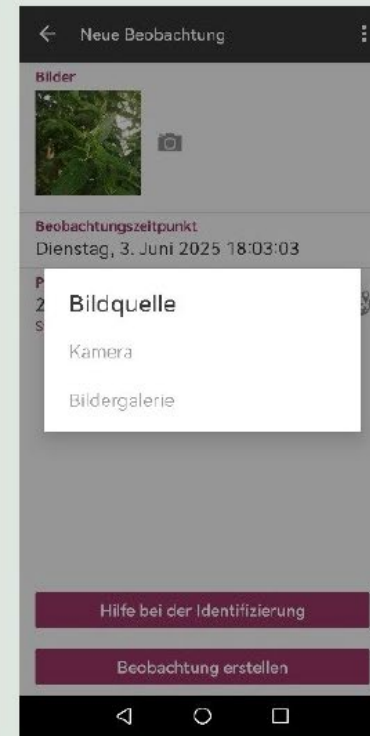 Neue Beobachtung
Bilder
Beobachtungszeitpunkt
Dienstag, 3. Juni 2025 18:03:03
P
2
S
Bildquelle
Kamera
Bildergalerie
Hilfe bei der Identifizierung
Beobachtung erstellen